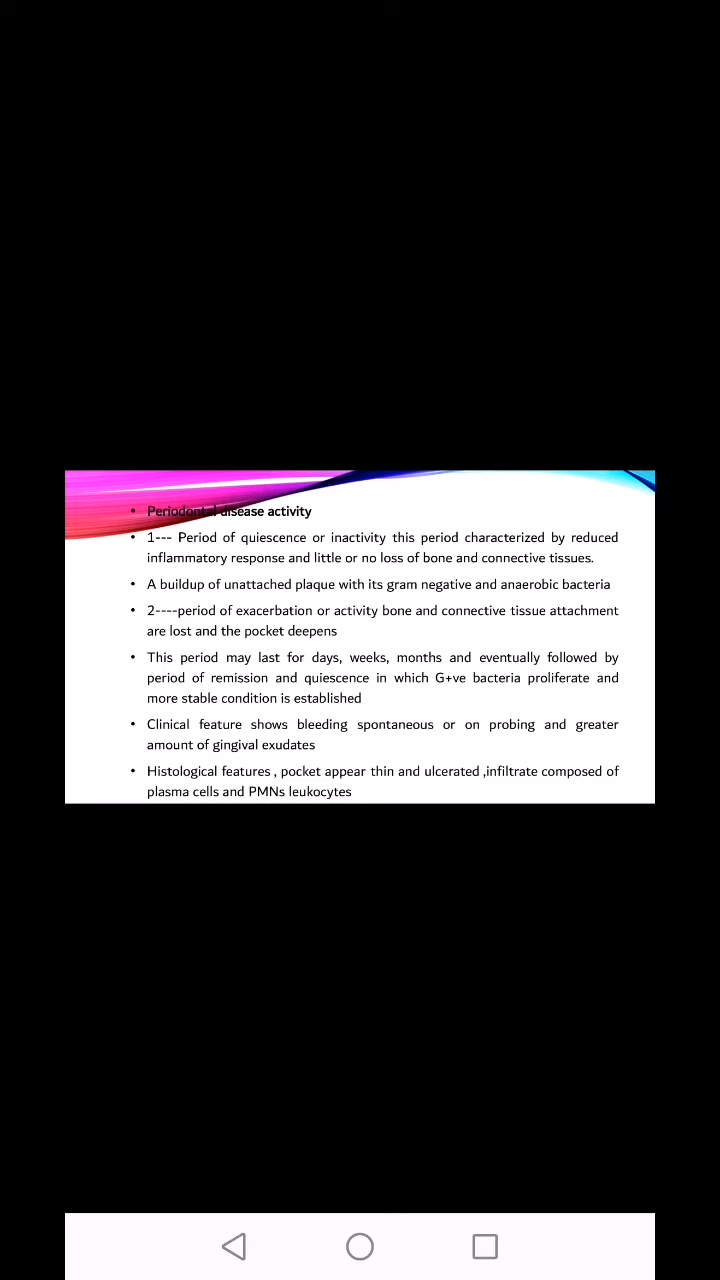 • Periodontal disease activity
• 1--- Period of quiescence or inactivity this period characterized by reduced
inflammatory response and little or no loss of bone and connective tissues.
• A buildup of unattached plaque with its gram negative and anaerobic bacteria
• 2----period of exacerbation or activity bone and connective tissue attachment
are lost and the pocket deepens
• This period may last for days, weeks, months and eventually followed by
period of remission and quiescence in which G+ve bacteria proliferate and
more stable condition is established
• Clinical feature shows bleeding spontaneous or on probing and greater
amount of gingival exudates
• Histological features , pocket appear thin and ulcerated ,infiltrate composed of
plasma cells and PMNs leukocytes